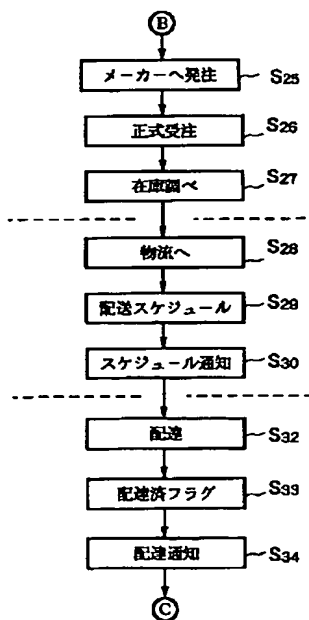 B
メーカーへ発注 S25
正式受注 S26
在庫調べ S27
物流へ S28
配送スケジュール S29
スケジュール通知 S30
配達 S32
配達済フラグ S33
配達通知 S34
C